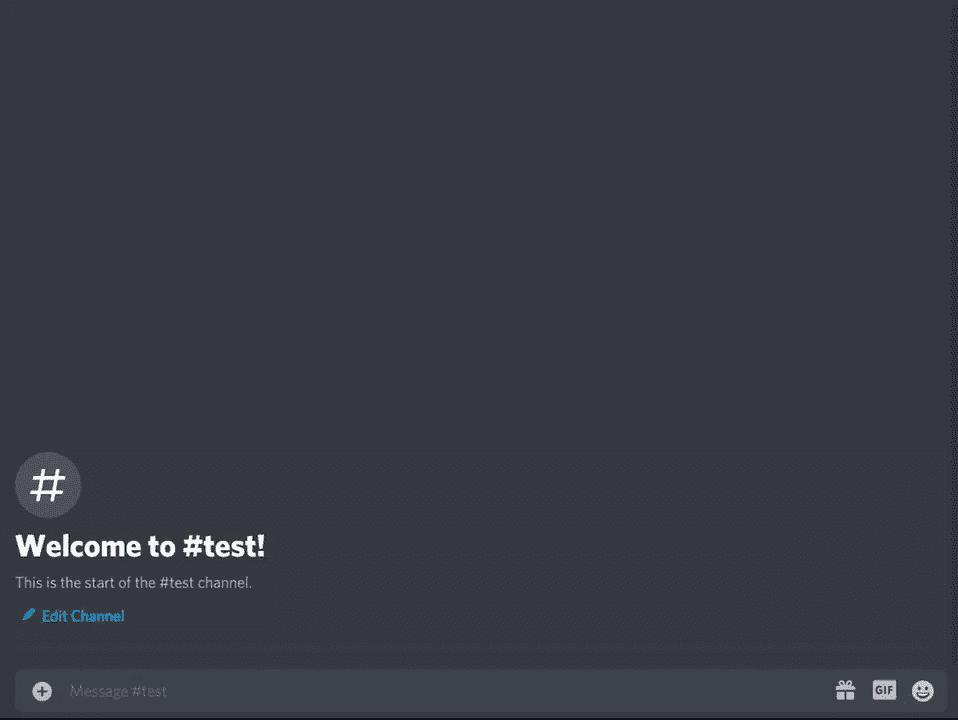 #
Welcome to #test!
This is the start of the #test channel.
Edit Channel
Message #test
GIF